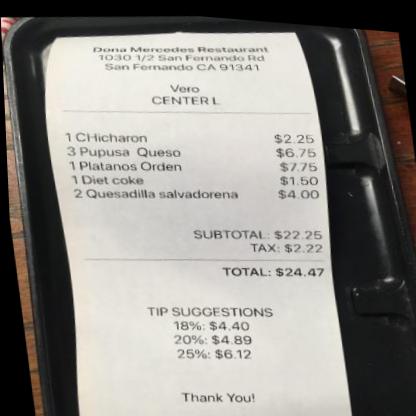 Dona Mercedes Restaurant
1030 1/2 San Fernando Rd
San Fernando CA 91341
Vero
CENTER L
1 CHicharon $2.25
3 Pupusa Queso $6.75
1 Platanos Orden $7.75
1 Diet coke $1.50
2 Quesadilla salvadorena $4.00
SUBTOTAL: $22.25
TAX: $2.22
TOTAL: $24.47
TIP SUGGESTIONS
18%: $4.40
20%: $4.89
25%: $6.12
Thank You!